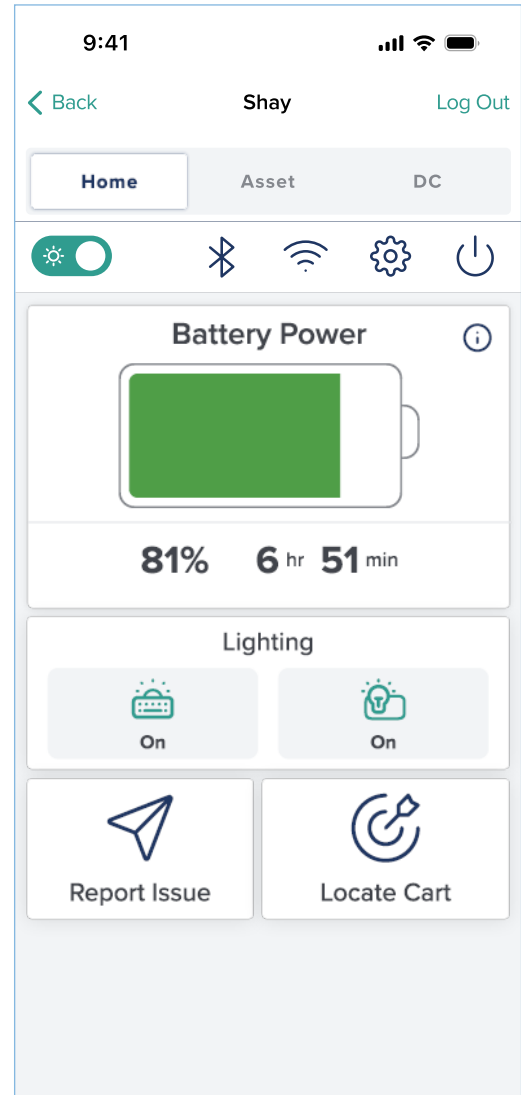 9:41
Back Shay Log Out
Home Asset DC
Battery Power
81% 6 hr 51 min
Lighting
On On
Report Issue Locate Cart